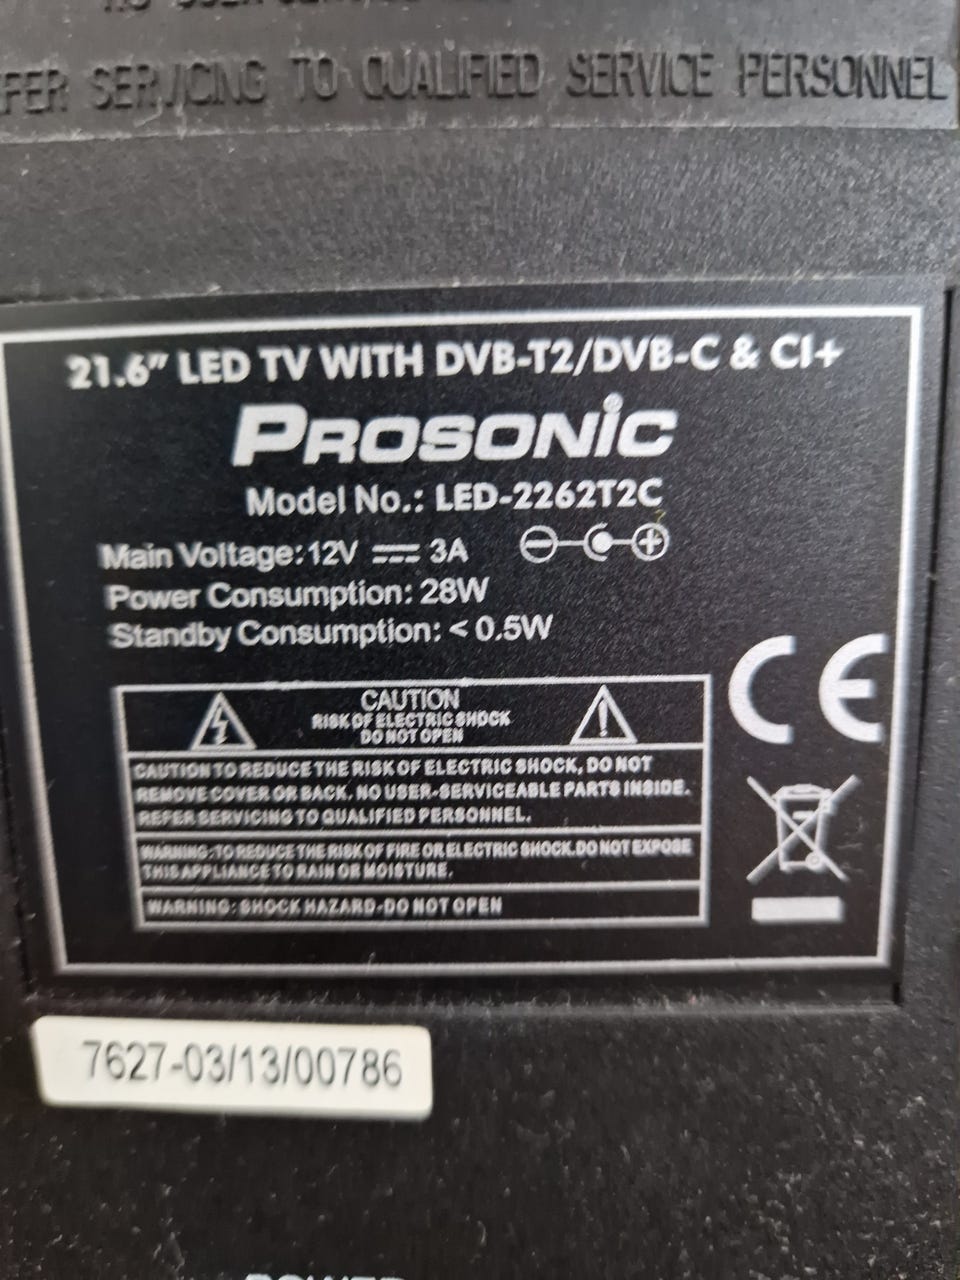 SERVICING TO QUALIFIED SERVICE PERSONNEL
21.6" LED TV WITH DVB-T2/DVB-C & CI+
PROSONIC®
Model No.: LED-2262T2C
Main Voltage:12V ⎓ 3A
Power Consumption: 28W
Standby Consumption: < 0.5W
CAUTION
RISK OF ELECTRIC SHOCK
DO NOT OPEN
CE
CAUTION TO REDUCE THE RISK OF ELECTRIC SHOCK, DO NOT
REMOVE COVER OR BACK. NO USER-SERVICEABLE PARTS INSIDE.
REFER SERVICING TO QUALIFIED PERSONNEL.
WARNING:TO REDUCE THE RISK OF FIRE OR ELECTRIC SHOCK.DO NOT EXPOSE
THIS APPLIANCE TO RAIN OR MOISTURE.
WARNING: SHOCK HAZARD-DO NOT OPEN
7627-03/13/00786